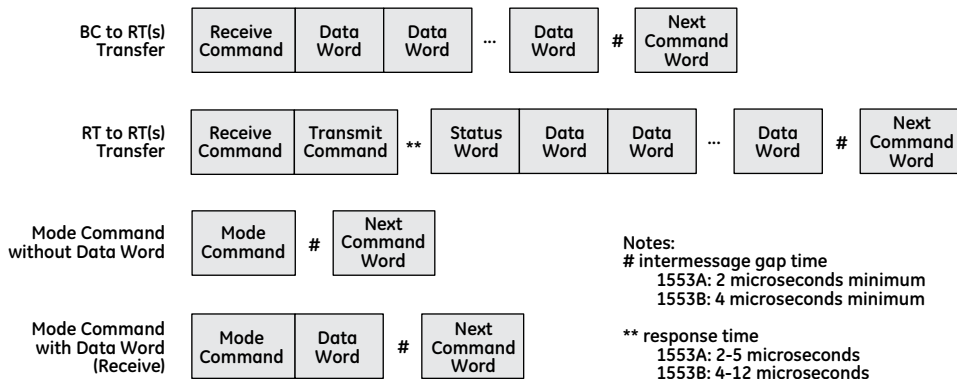 BC to RT(s)
Transfer
Receive
Command
Data
Word
Data
Word
...
Data
Word
#
Next
Command
Word
RT to RT(s)
Transfer
Receive
Command
Transmit
Command
**
Status
Word
Data
Word
Data
Word
...
Data
Word
#
Next
Command
Word
Mode Command
without Data Word
Mode
Command
#
Next
Command
Word
Mode Command
with Data Word
(Receive)
Mode
Command
Data
Word
#
Next
Command
Word
Notes:
# intermessage gap time
1553A: 2 microseconds minimum
1553B: 4 microseconds minimum
** response time
1553A: 2-5 microseconds
1553B: 4-12 microseconds